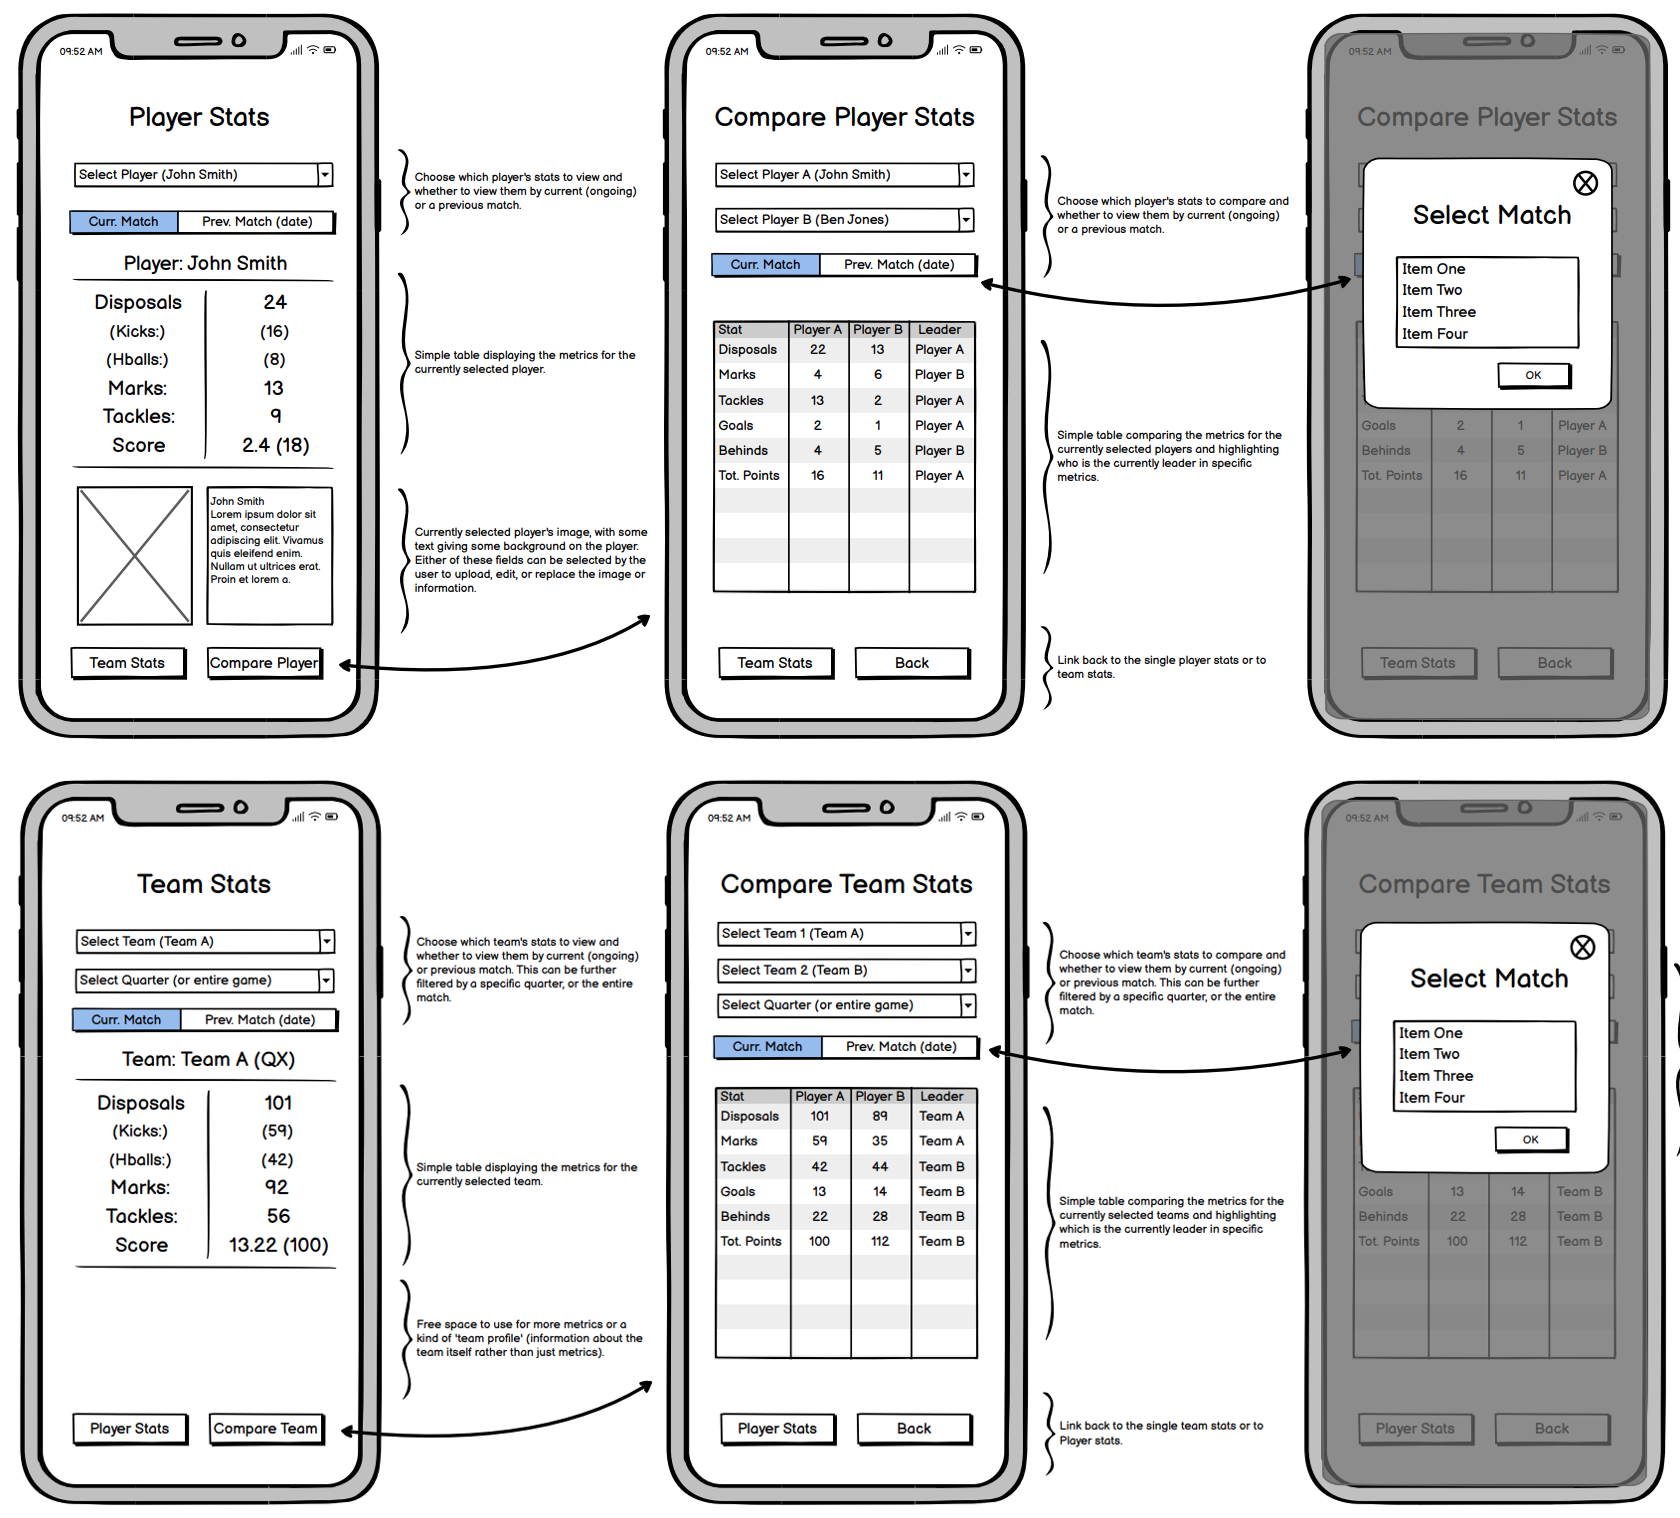 09:52 AM
Player Stats
Select Player (John Smith)
Curr. Match Prev. Match (date)
Player: John Smith
Disposals 24
(Kicks:) (16)
(Hballs:) (8)
Marks: 13
Tackles: 9
Score 2.4 (18)
John Smith
Lorem ipsum dolor sit
amet, consectetur
adipiscing elit. Vivamus
quis eleifend enim.
Nullam ut ultrices erat.
Proin et lorem a.
Team Stats Compare Player
Choose which player's stats to view and
whether to view them by current (ongoing)
or a previous match.
Simple table displaying the metrics for the
currently selected player.
Currently selected player's image, with some
text giving some background on the player.
Either of these fields can be selected by the
user to upload, edit, or replace the image or
information.
09:52 AM
Compare Player Stats
Select Player A (John Smith)
Select Player B (Ben Jones)
Curr. Match Prev. Match (date)
Stat Player A Player B Leader
Disposals 22 13 Player A
Marks 4 6 Player B
Tackles 13 2 Player A
Goals 2 1 Player A
Behinds 4 5 Player B
Tot. Points 16 11 Player A
Team Stats Back
Choose which player's stats to compare and
whether to view them by current (ongoing)
or a previous match.
Simple table comparing the metrics for the
currently selected players and highlighting
who is the currently leader in specific
metrics.
Link back to the single player stats or to
team stats.
09:52 AM
Compare Player Stats
Select Match
Item One
Item Two
Item Three
Item Four
OK
Goals 2 1 Player A
Behinds 4 5 Player B
Tot. Points 16 11 Player A
Team Stats Back
09:52 AM
Team Stats
Select Team (Team A)
Select Quarter (or entire game)
Curr. Match Prev. Match (date)
Team: Team A (QX)
Disposals 101
(Kicks:) (59)
(Hballs:) (42)
Marks: 92
Tackles: 56
Score 13.22 (100)
Player Stats Compare Team
Choose which team's stats to view and
whether to view them by current (ongoing)
or previous match. This can be further
filtered by a specific quarter, or the entire
match.
Simple table displaying the metrics for the
currently selected team.
Free space to use for more metrics or a
kind of 'team profile' (information about the
team itself rather than just metrics).
09:52 AM
Compare Team Stats
Select Team 1 (Team A)
Select Team 2 (Team B)
Select Quarter (or entire game)
Curr. Match Prev. Match (date)
Stat Player A Player B Leader
Disposals 101 89 Team A
Marks 59 35 Team A
Tackles 42 44 Team B
Goals 13 14 Team B
Behinds 22 28 Team B
Tot. Points 100 112 Team B
Player Stats Back
Choose which team's stats to compare and
whether to view them by current (ongoing)
or previous match. This can be further
filtered by a specific quarter, or the entire
match.
Simple table comparing the metrics for the
currently selected teams and highlighting
which is the currently leader in specific
metrics.
Link back to the single team stats or to
Player stats.
09:52 AM
Compare Team Stats
Select Match
Item One
Item Two
Item Three
Item Four
OK
Goals 13 14 Team B
Behinds 22 28 Team B
Tot. Points 100 112 Team B
Player Stats Back